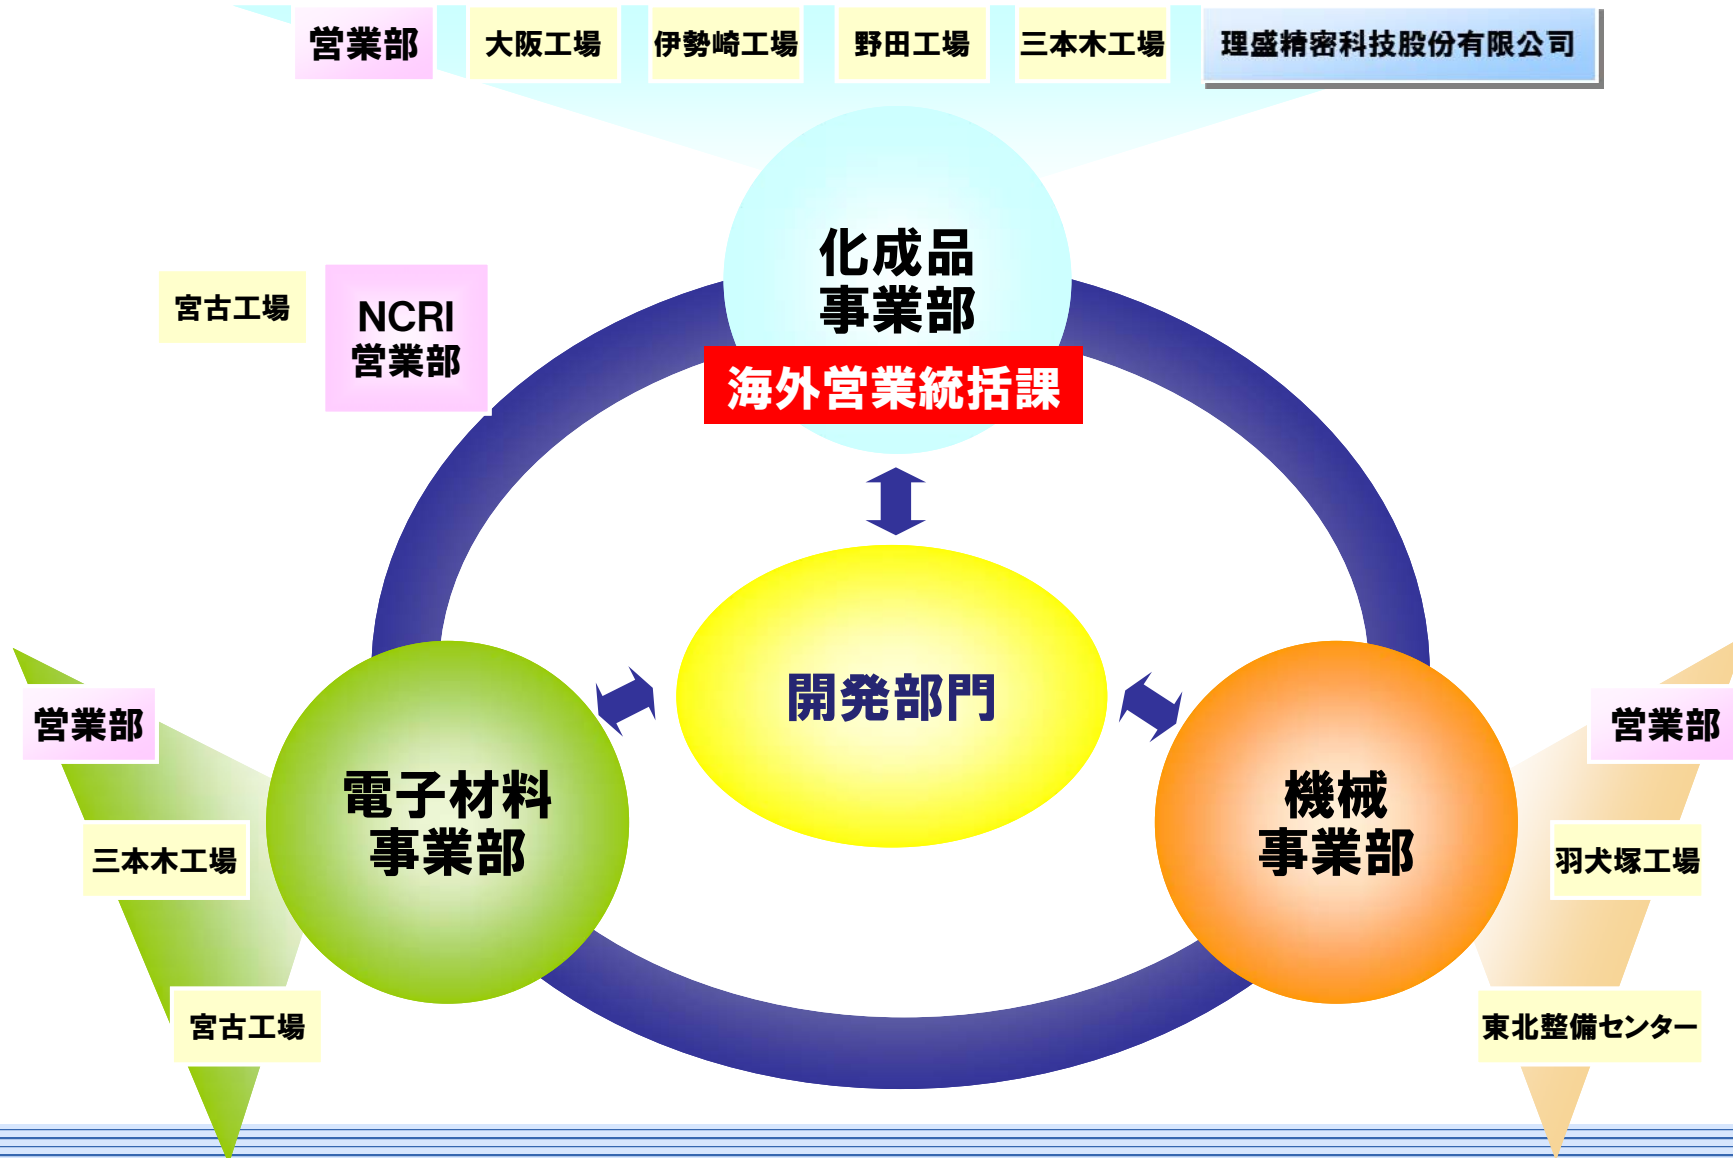 営業部
大阪工場
伊勢崎工場
野田工場
三本木工場
理盛精密科技股份有限公司
化成品
事業部
海外営業統括課
宮古工場
NCRI
営業部
開発部門
営業部
三本木工場
宮古工場
電子材料
事業部
機械
事業部
営業部
羽犬塚工場
東北整備センター